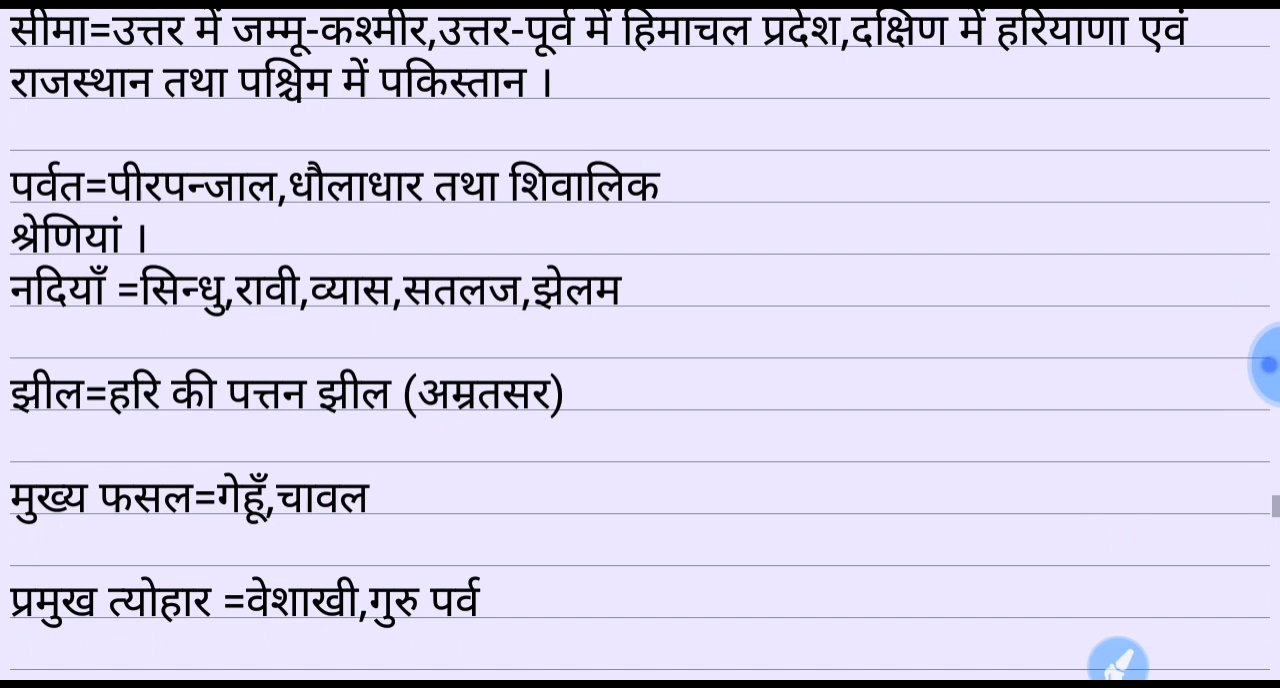 सीमा=उत्तर में जम्मू-कश्मीर,उत्तर-पूर्व में हिमाचल प्रदेश,दक्षिण में हरियाणा एवं
राजस्थान तथा पश्चिम में पकिस्तान ।
पर्वत=पीरपन्जाल,धौलाधार तथा शिवालिक
श्रेणियां ।
नदियाँ =सिन्धु,रावी,व्यास,सतलज,झेलम
झील=हरि की पत्तन झील (अम्रतसर)
मुख्य फसल=गेहूँ,चावल
प्रमुख त्योहार =वेशाखी,गुरु पर्व